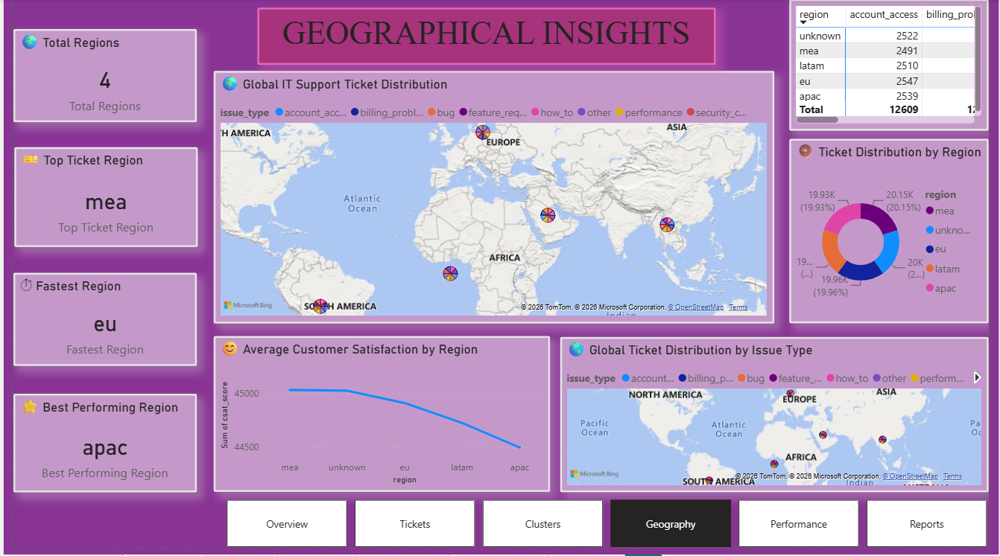 GEOGRAPHICAL INSIGHTS
Total Regions
4
Total Regions
Top Ticket Region
mea
Top Ticket Region
Fastest Region
eu
Fastest Region
Best Performing Region
apac
Best Performing Region
Global IT Support Ticket Distribution
issue_type account_acc... billing_probl... bug feature_req... how_to other performance security_c...
H AMERICA
EUROPE
ASIA
Atlantic
Ocean
AFRICA
SOUTH AMERICA
Indian
Microsoft Bing
© 2026 TomTom, © 2026 Microsoft Corporation, © OpenStreetMap Terms
region account_access billing_prol
unknown 2522
mea 2491
latam 2510
eu 2547
apac 2539
Total 12609 12
Ticket Distribution by Region
19.93K
(19.93%)
20.15K
(20.15%)
19...
(...)
19.96K
(19.96%)
20K
(2...)
region
mea
unkno...
eu
latam
apac
Average Customer Satisfaction by Region
Sum of csat_score
45000
44500
mea unknown eu latam apac
region
Global Ticket Distribution by Issue Type
issue_type account... billing_p... bug feature_... how_to other perform...
NORTH AMERICA
EUROPE
ASIA
Pacific
Ocean
Atlantic
Ocean
Pa
Oc
AFRICA
SOUTH AMERICA
Indian
Microsoft Bing
© 2026 TomTom, © 2026 Microsoft Corporation, © OpenStreetMap Terms
Overview
Tickets
Clusters
Geography
Performance
Reports